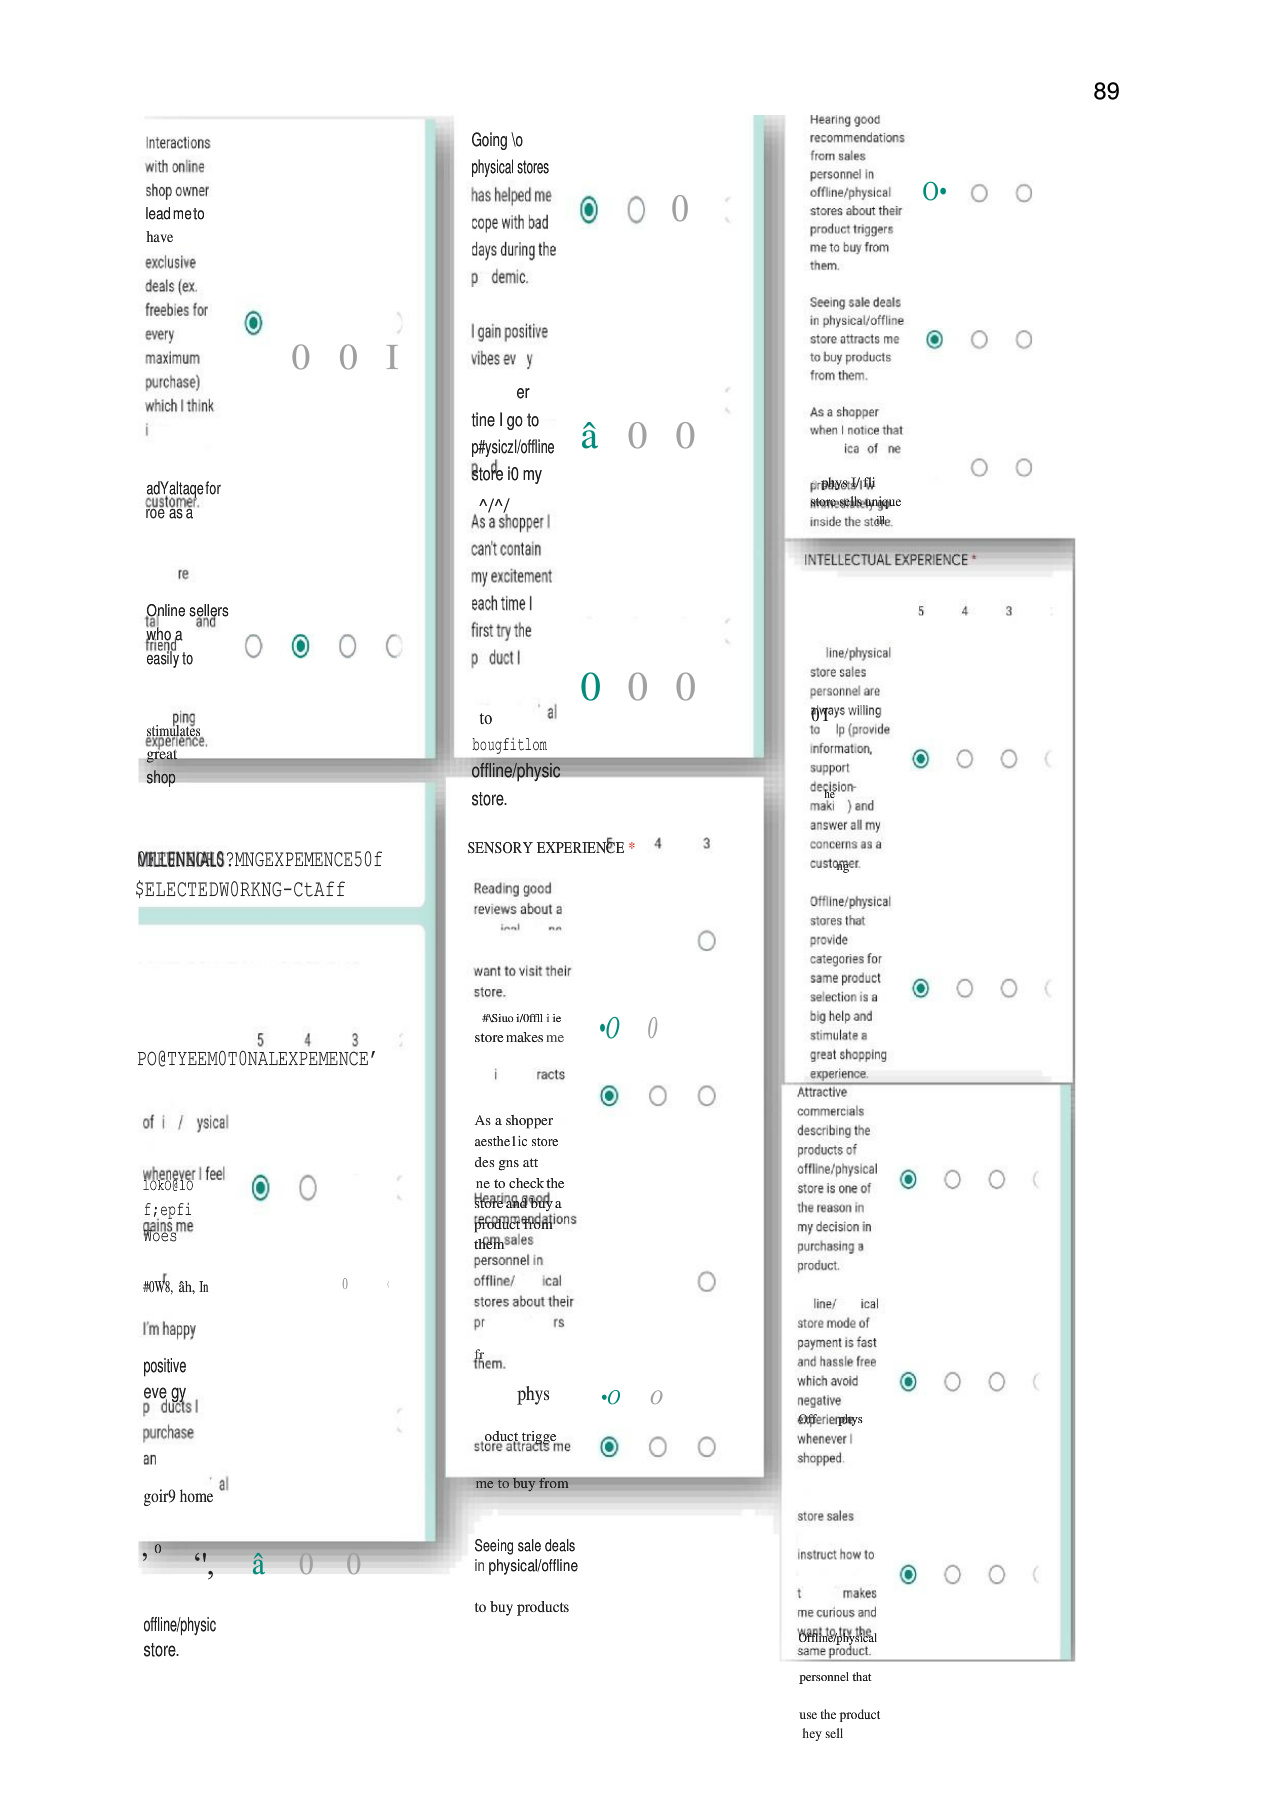 89
Interactions
with online
shop owner
lead me to
have
exclusive
deals (ex.
freebies for
every
maximum
purchase)
which I think
i
adYaltage for
customer.
roe as a
re
Online sellers
tal and
who a
friend
easily to
ping
stimulates
experience.
great
shop
?MNGEXPEMENCE50f
$ELECTEDW0RKNG-CtAff
5 4 3
PO@TYEEM0T0NALEXPEMENCE’
of i / ysical
whenever I feel
loko@lo
f;epfi
gains me
Woes
#0W8, âh, In
I'm happy
positive
eve gy
p ducts I
purchase
an
al
goir9 home
offline/physic
store.
Going \o
physical stores
has helped me
cope with bad
days during the
p demic.
I gain positive
vibes ev y
er
tine I go to
p#ysiczl/offline
store i0 my
^/^/
As a shopper I
can't contain
my excitement
each time I
first try the
p duct I
al
to
bougfitlom
offline/physic
store.
SENSORY EXPERIENCE *
5 4 3
Reading good
reviews about a
want to visit their
store.
#\Siuo i/0ffll i ie
store makes me
i racts
As a shopper
aesthe1ic store
des gns att
ne to check the
Hearing good
store and buy a
recommendations
product from
om sales
them
personnel in
offline/ ical
stores about their
pr rs
fr
them.
phys
oduct trigge
store attracts me
me to buy from
Seeing sale deals
in physical/offline
to buy products
Hearing good
recommendations
from sales
personnel in
offline/physical
stores about their
product triggers
me to buy from
them.
Seeing sale deals
in physical/offline
store attracts me
to buy products
from them.
As a shopper
when I notice that
ica of ne
phys I/ fli
store sells unique
ill
inside the store.
INTELLECTUAL EXPERIENCE *
5 4 3
line/physical
store sales
personnel are
always willing
to lp (provide
information,
support
decision-
he
maki ) and
answer all my
concerns as a
customer.
ng
Offline/physical
stores that
provide
categories for
same product
selection is a
big help and
stimulate a
great shopping
experience.
Attractive
commercials
describing the
products of
offline/physical
store is one of
the reason in
my decision in
purchasing a
product.
line/ ical
store mode of
payment is fast
and hassle free
which avoid
negative
experience
Off phys
whenever I
shopped.
store sales
instruct how to
t makes
me curious and
want to try the
Offline/physical
same product.
personnel that
use the product
hey sell